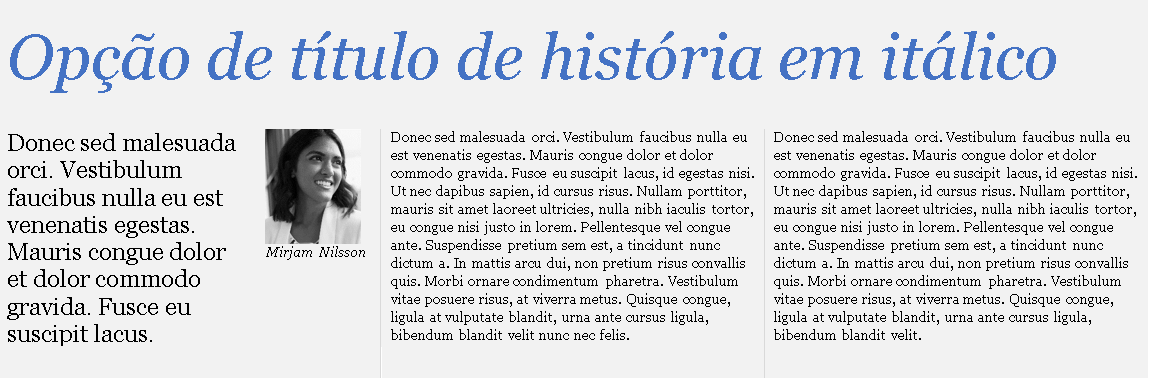 Opção de título de história em itálico
Donec sed malesuada
orci. Vestibulum
faucibus nulla eu est
venenatis egestas.
Mauris congue dolor
et dolor commodo
gravida. Fusce eu
suscipit lacus.
Mirjam Nilsson
Donec sed malesuada orci. Vestibulum faucibus nulla eu
est venenatis egestas. Mauris congue dolor et dolor
commodo gravida. Fusce eu suscipit lacus, id egestas nisi.
Ut nec dapibus sapien, id cursus risus. Nullam porttitor,
mauris sit amet laoreet ultricies, nulla nibh iaculis tortor,
eu congue nisi justo in lorem. Pellentesque vel congue
ante. Suspendisse pretium sem est, a tincidunt nunc
dictum a. In mattis arcu dui, non pretium risus convallis
quis. Morbi ornare condimentum pharetra. Vestibulum
vitae posuere risus, at viverra metus. Quisque congue,
ligula at vulputate blandit, urna ante cursus ligula,
bibendum blandit velit nunc nec felis.
Donec sed malesuada orci. Vestibulum faucibus nulla eu
est venenatis egestas. Mauris congue dolor et dolor
commodo gravida. Fusce eu suscipit lacus, id egestas nisi.
Ut nec dapibus sapien, id cursus risus. Nullam porttitor,
mauris sit amet laoreet ultricies, nulla nibh iaculis tortor,
eu congue nisi justo in lorem. Pellentesque vel congue
ante. Suspendisse pretium sem est, a tincidunt nunc
dictum a. In mattis arcu dui, non pretium risus convallis
quis. Morbi ornare condimentum pharetra. Vestibulum
vitae posuere risus, at viverra metus. Quisque congue,
ligula at vulputate blandit, urna ante cursus ligula,
bibendum blandit velit.